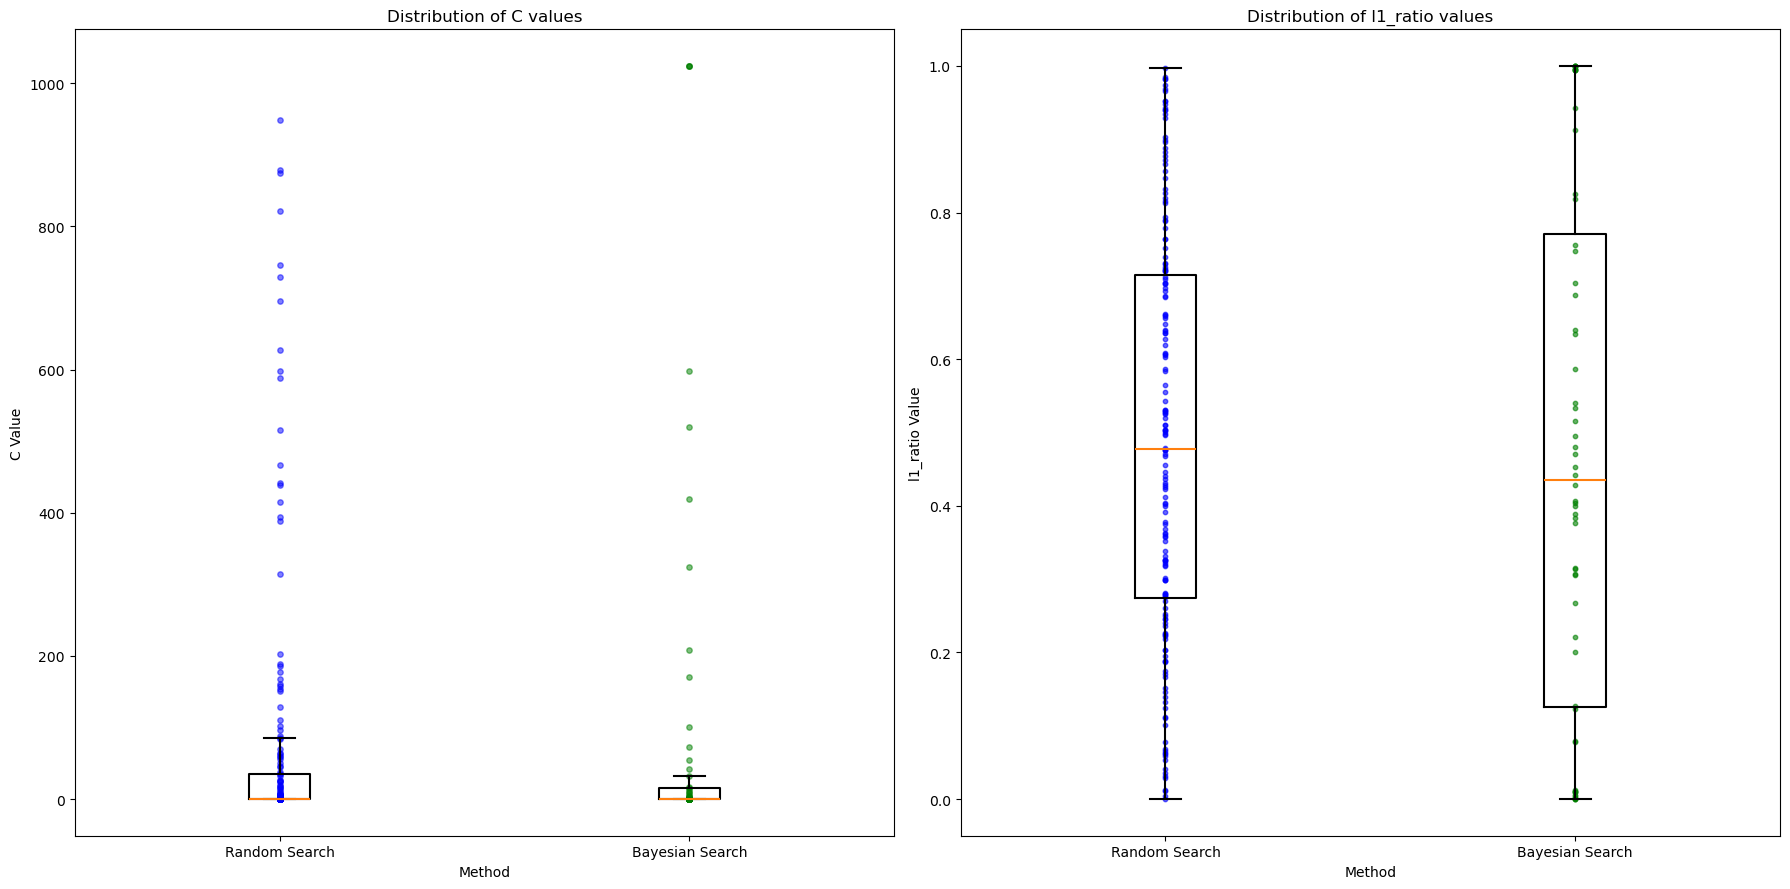 Distribution of C values
C Value
1000
800
600
400
200
0
Random Search
Bayesian Search
Method
Distribution of l1_ratio values
l1_ratio Value
1.0
0.8
0.6
0.4
0.2
0.0
Random Search
Bayesian Search
Method